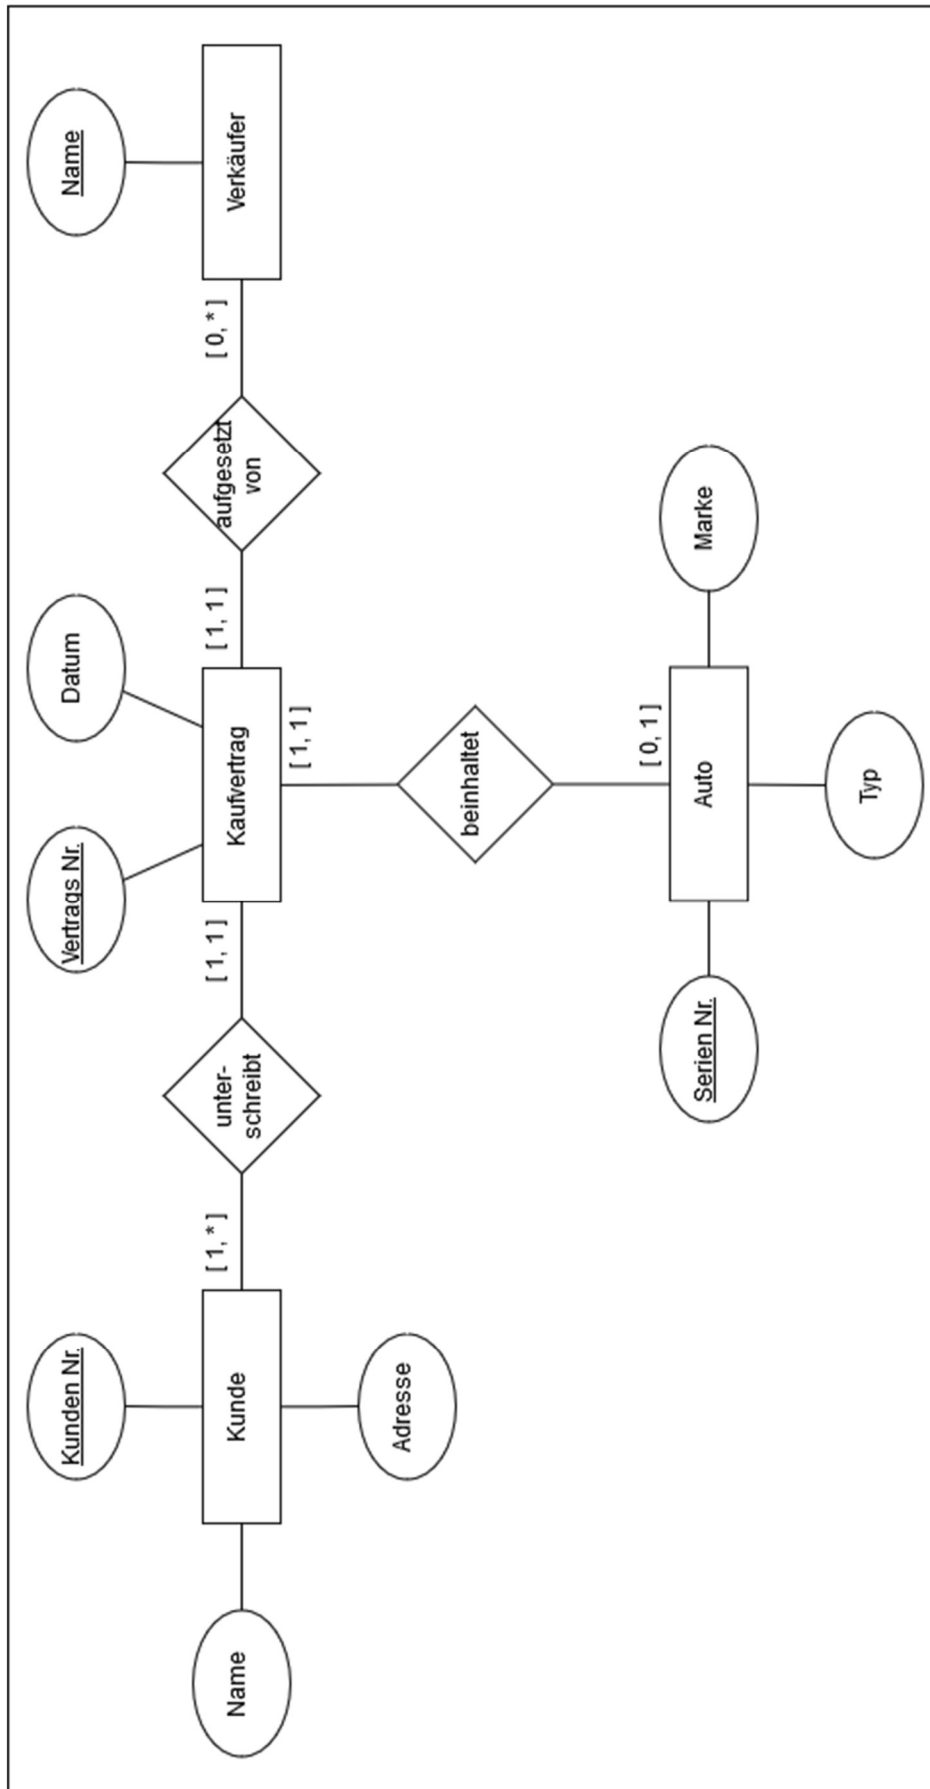 Kunden Nr.
Vertrags Nr.
Datum
Name
Name
Kunde
[ 1, * ]
unter-
schreibt
[ 1, 1 ]
Kaufvertrag
[ 1, 1 ]
aufgesetzt
von
[ 0, * ]
Verkäufer
[ 1, 1 ]
Adresse
beinhaltet
[ 0, 1 ]
Serien Nr.
Auto
Marke
Typ